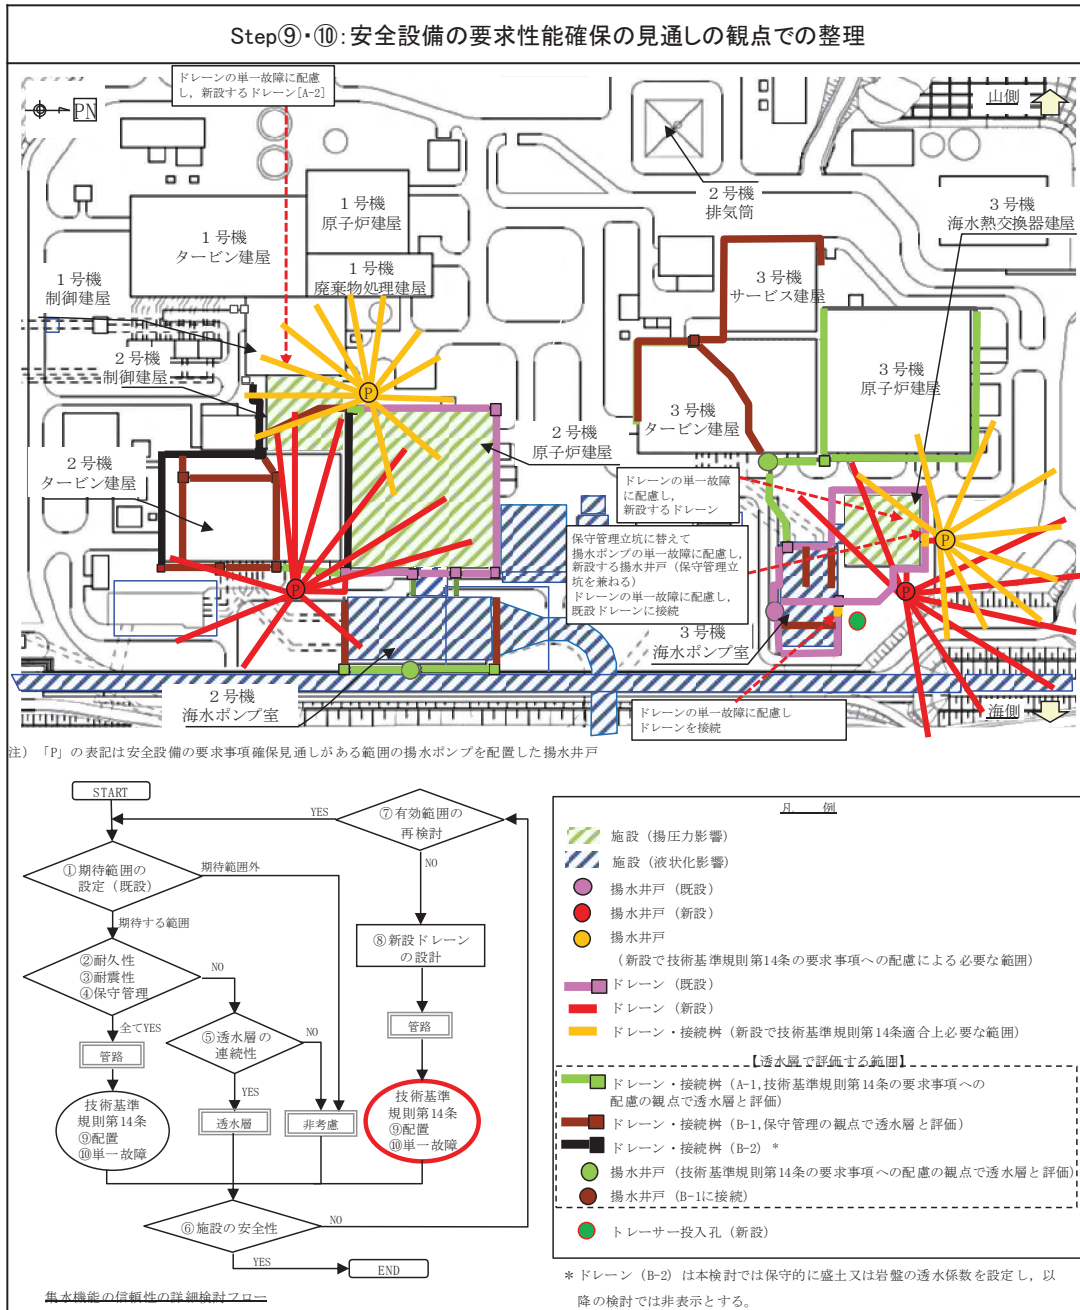 Step⑨・⑩:安全設備の要求性能確保の見通しの観点での整理
ドレーンの単一故障に配慮
し，新設するドレーン[A-2]
PN
山側
2号機
排気筒
3号機
海水熱交換器建屋
1号機
原子炉建屋
1号機
タービン建屋
1号機
廃棄物処理建屋
1号機
制御建屋
2号機
制御建屋
3号機
サービス建屋
3号機
原子炉建屋
3号機
タービン建屋
2号機
原子炉建屋
2号機
タービン建屋
P
P
P
P
ドレーンの単一故障
に配慮し，
新設するドレーン
保守管理立坑に替えて
揚水ポンプの単一故障に配慮し，
新設する揚水井戸（保守管理立
坑を兼ねる）
ドレーンの単一故障に配慮し，
既設ドレーンに接続
3号機
海水ポンプ室
2号機
海水ポンプ室
ドレーンの単一故障に配慮し
ドレーンを接続
海側
注）「P」の表記は安全設備の要求事項確保見通しがある範囲の揚水ポンプを配置した揚水井戸
START
⑦有効範囲の
再検討
YES
NO
①期待範囲の
設定（既設）
期待範囲外
期待する範囲
②耐久性
③耐震性
④保守管理
NO
全てYES
管路
⑤透水層の
連続性
NO
YES
⑧新設ドレーン
の設計
管路
技術基準
規則第14条
⑨配置
⑩単一故障
透水層
非考慮
技術基準
規則第14条
⑨配置
⑩単一故障
⑥施設の安全性
NO
YES
END
集水機能の信頼性の詳細検討フロー
凡　例
施設（揚圧力影響）
施設（液状化影響）
揚水井戸（既設）
揚水井戸（新設）
揚水井戸
（新設で技術基準規則第14条の要求事項への配慮による必要な範囲）
ドレーン（既設）
ドレーン（新設）
ドレーン・接続桝（新設で技術基準規則第14条適合上必要な範囲）
【透水層で評価する範囲】
ドレーン・接続桝（A-1,技術基準規則第14条の要求事項への
配慮の観点で透水層と評価）
ドレーン・接続桝（B-1,保守管理の観点で透水層と評価）
ドレーン・接続桝（B-2）＊
揚水井戸（技術基準規則第14条の要求事項への配慮の観点で透水層と評価）
揚水井戸（B-1に接続）
トレーサー投入孔（新設）
＊ドレーン（B-2）は本検討では保守的に盛土又は岩盤の透水係数を設定し，以
降の検討では非表示とする。